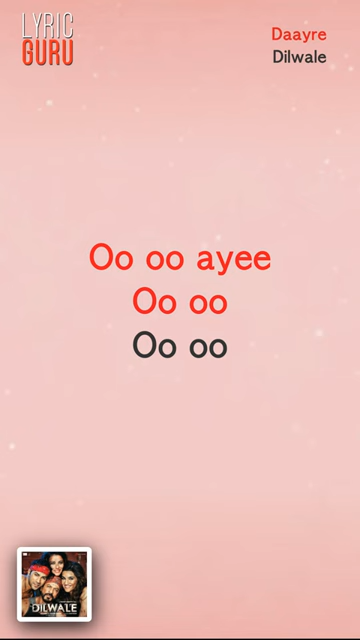 LYRIC
GURU
Daayre
Dilwale
Oo oo ayee
Oo oo
Oo oo
DILWALE